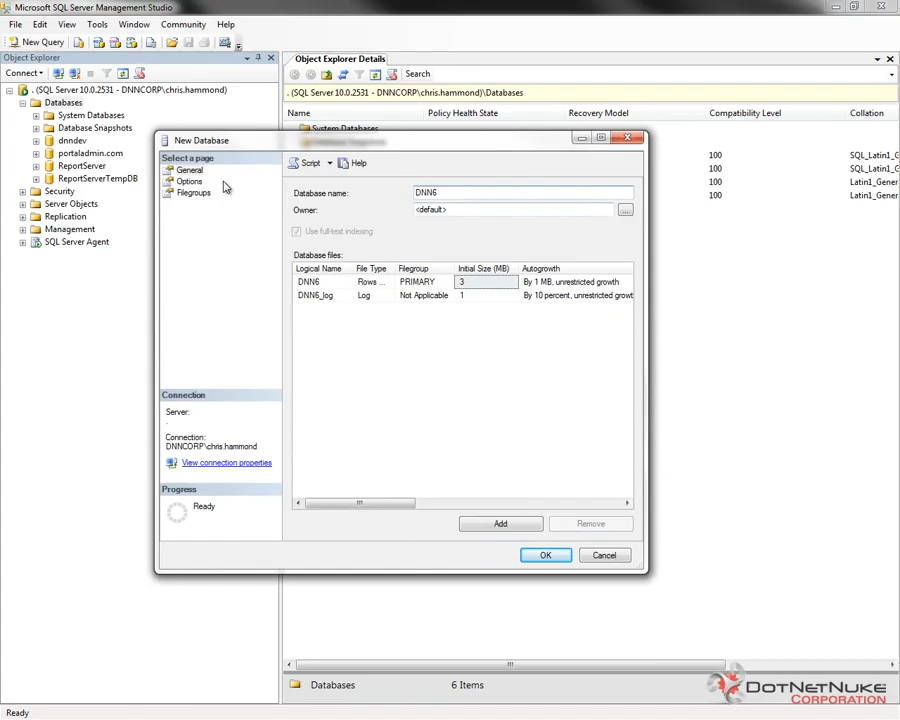 Microsoft SQL Server Management Studio
File Edit View Tools Window Community Help
New Query
Object Explorer
Connect
. (SQL Server 10.0.2531 - DNNCORP\chris.hammond)
Databases
System Databases
Database Snapshots
dnndev
portaladmin.com
ReportServer
ReportServerTempDB
Security
Server Objects
Replication
Management
SQL Server Agent
Object Explorer Details
Search
. (SQL Server 10.0.2531 - DNNCORP\chris.hammond)\Databases
Name Policy Health State Recovery Model Compatibility Level Collation
System Databases
100 SQL_Latin1_
100 SQL_Latin1_
100 Latin1_Gener
100 Latin1_Gener
New Database
Select a page
General
Options
Filegroups
Script Help
Database name: DNN6
Owner: <default> ...
Use full-text indexing
Database files:
Logical Name File Type Filegroup Initial Size (MB) Autogrowth
DNN6 Rows ... PRIMARY 3 By 1 MB, unrestricted growth
DNN6_log Log Not Applicable 1 By 10 percent, unrestricted growt
Connection
Server:
.
Connection:
DNNCORP\chris.hammond
View connection properties
Progress
Ready
Add Remove
OK Cancel
Databases 6 Items
DotNetNuke
CORPORATION
Ready